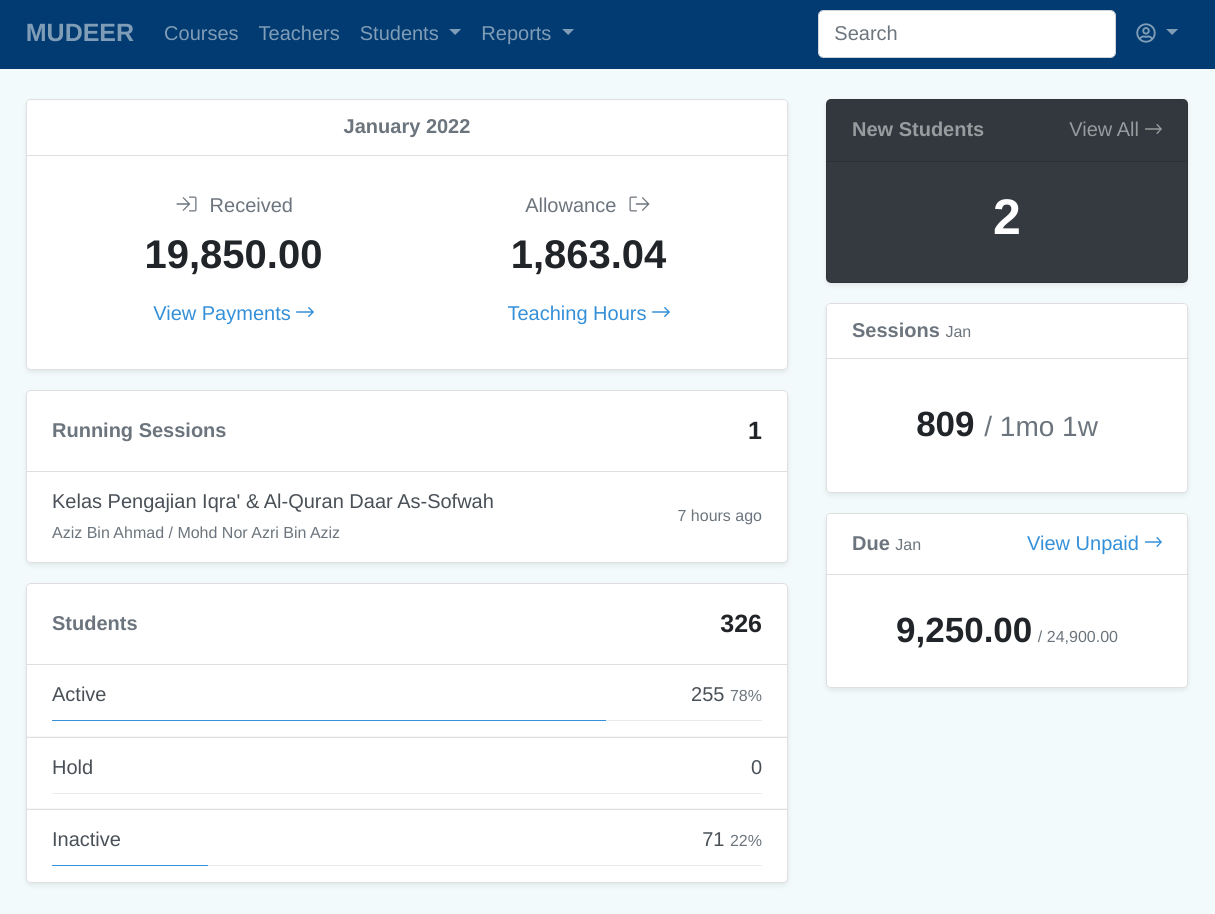 MUDEER Courses Teachers Students Reports Search
January 2022
Received
19,850.00
View Payments →
Allowance
1,863.04
Teaching Hours →
Running Sessions 1
Kelas Pengajian Iqra' & Al-Quran Daar As-Sofwah
Aziz Bin Ahmad / Mohd Nor Azri Bin Aziz
7 hours ago
Students 326
Active 255 78%
Hold 0
Inactive 71 22%
New Students View All →
2
Sessions Jan
809 / 1mo 1w
Due Jan View Unpaid →
9,250.00 / 24,900.00